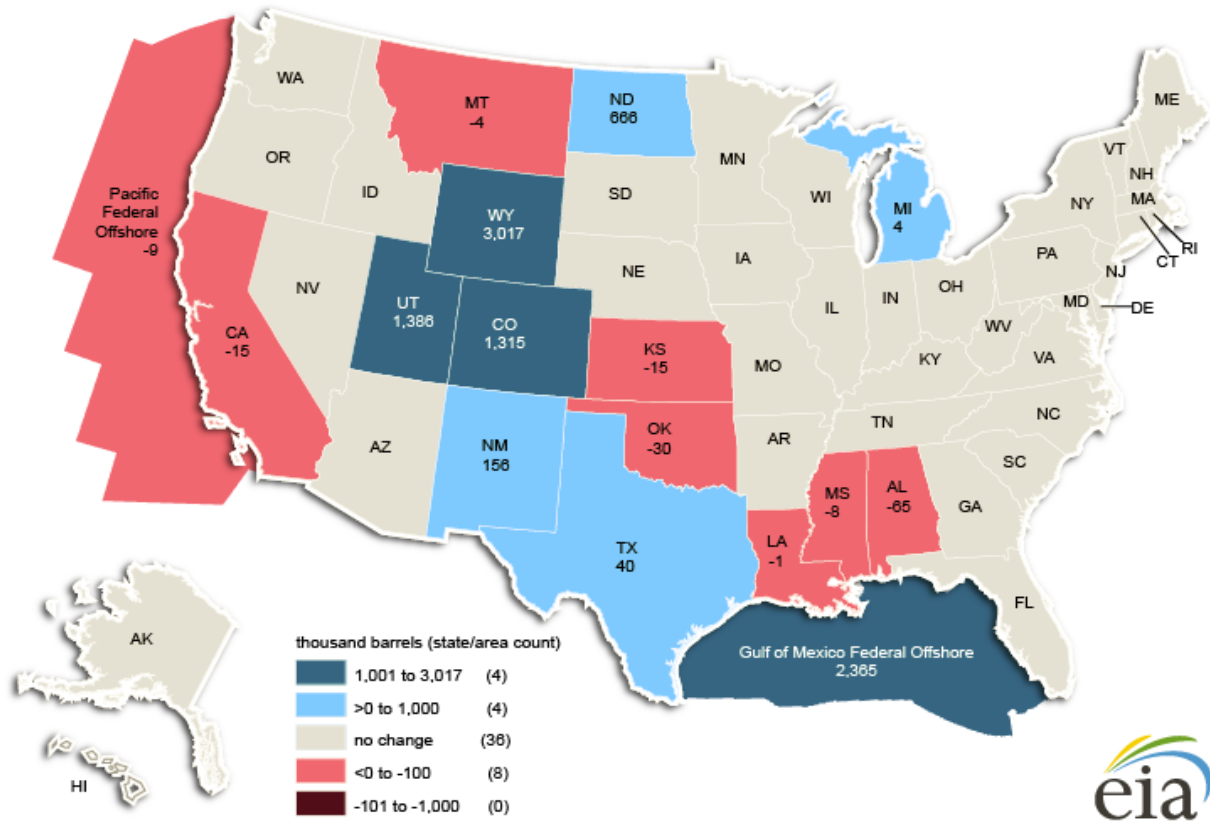 WA
MT
-4
ND
666
ME
OR
ID
MN
VT
NH
Pacific
Federal
Offshore
-9
WY
3,017
SD
WI
MI
4
NY
MA
RI
CT
CA
-15
NV
UT
1,386
CO
1,315
NE
IA
IL
IN
OH
PA
NJ
MD
DE
WV
VA
KS
-15
MO
KY
AZ
NM
156
OK
-30
AR
TN
NC
SC
TX
40
LA
-1
MS
-8
AL
-65
GA
FL
Gulf of Mexico Federal Offshore
2,365
AK
HI
thousand barrels (state/area count)
1,001 to 3,017 (4)
>0 to 1,000 (4)
no change (36)
<0 to -100 (8)
-101 to -1,000 (0)
eia